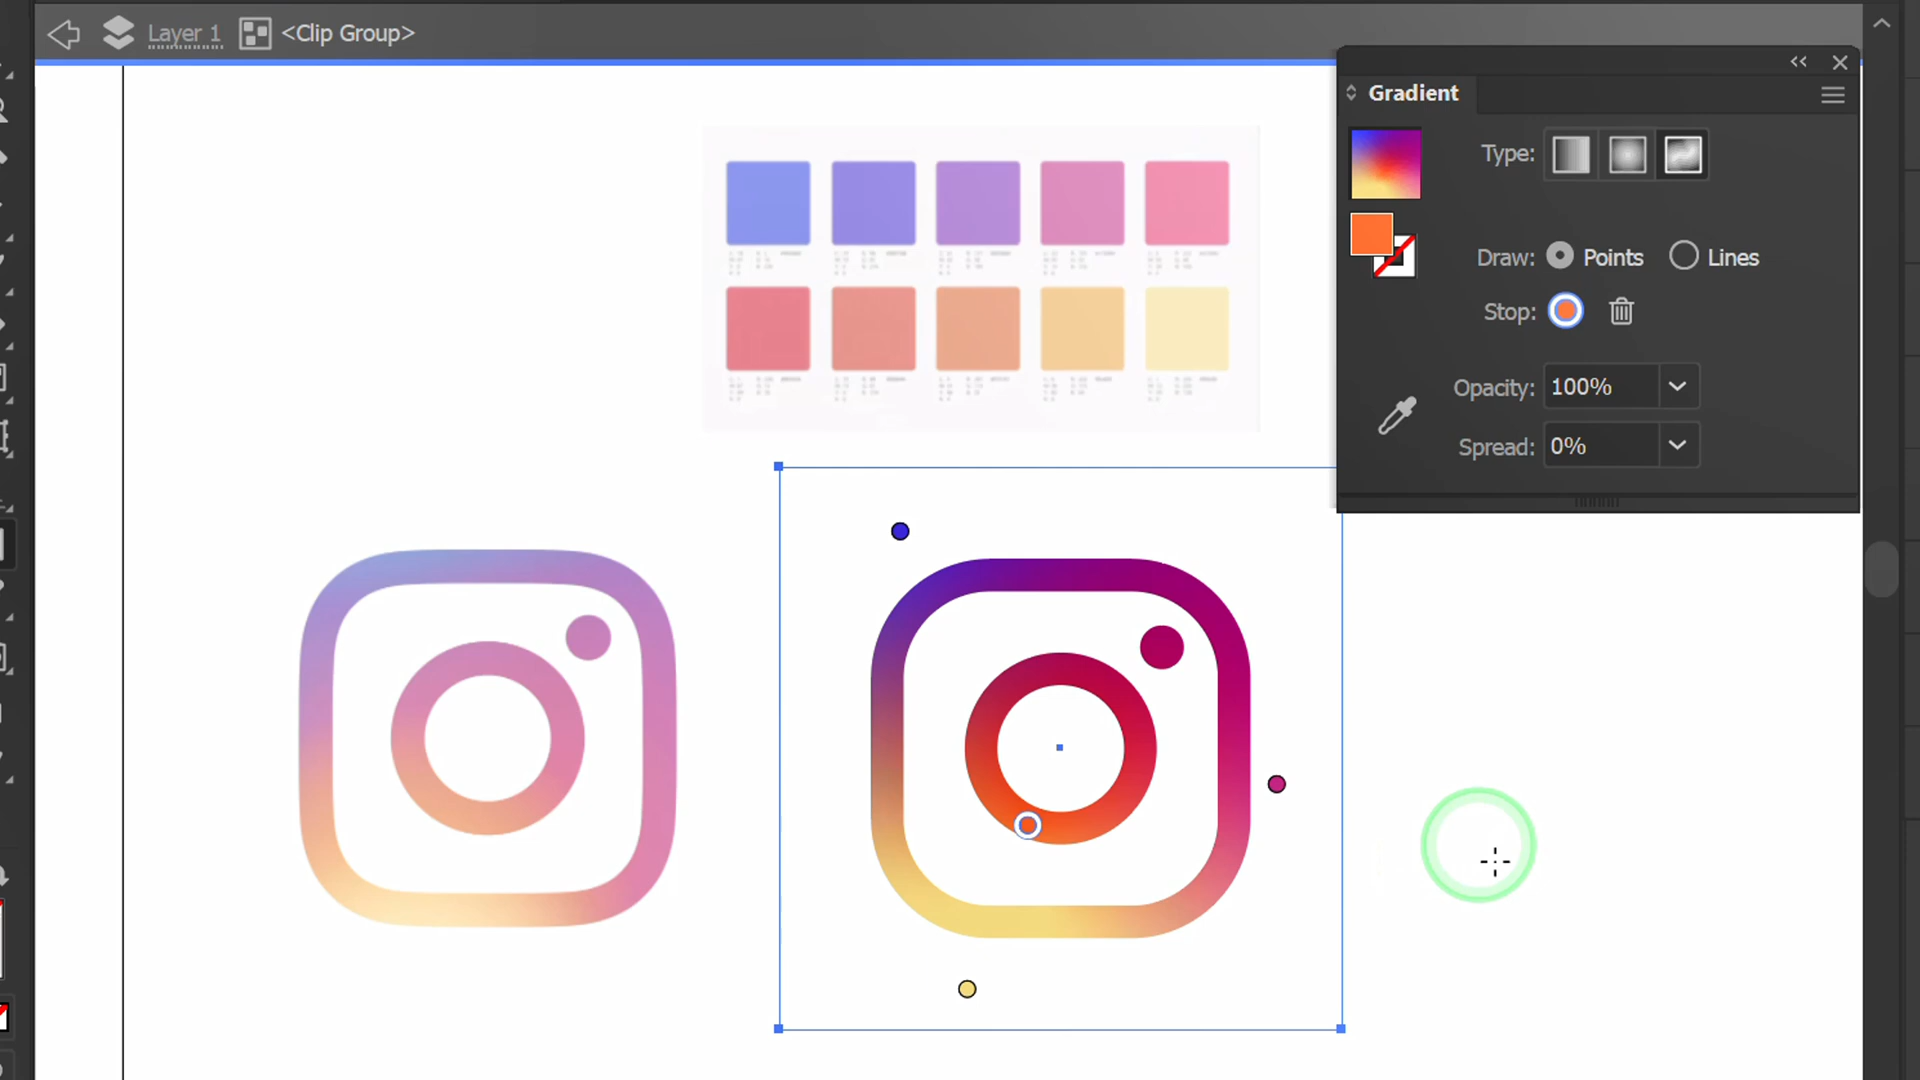 Layer 1 <Clip Group>
Gradient
Type:
Draw: Points Lines
Stop:
Opacity: 100%
Spread: 0%